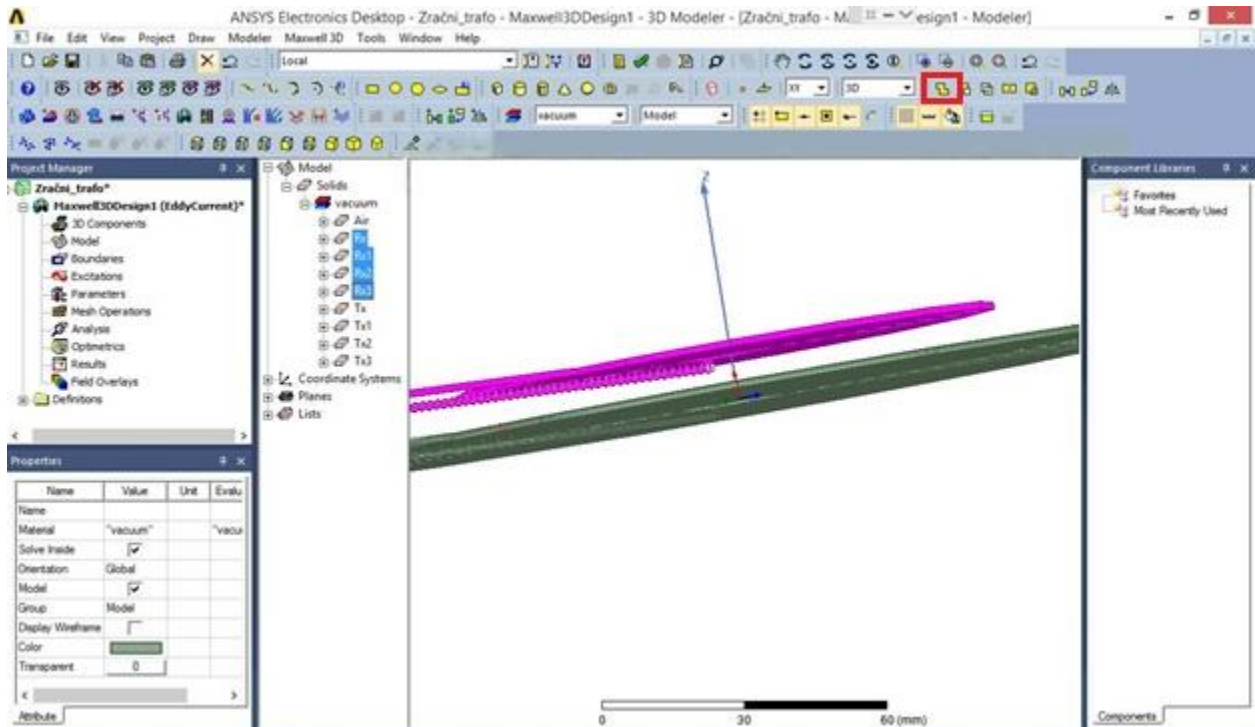 ANSYS Electronics Desktop - Zračni_trafo - Maxwell3DDesign1 - 3D Modeler - [Zračni_trafo - M esign1 - Modeler]
File Edit View Project Draw Modeler Maxwell 3D Tools Window Help
local
XY 3D
vacuum Model
Project Manager
Zračni_trafo*
Maxwell3DDesign1 (EddyCurrent)*
3D Components
Model
Boundaries
Excitations
Parameters
Mesh Operations
Analysis
Optimetrics
Results
Field Overlays
Definitions
Model
Solids
vacuum
Air
Rx
Rx1
Rx2
Rx3
Tx
Tx1
Tx2
Tx3
Coordinate Systems
Planes
Lists
Z
0 30 60 (mm)
Component Libraries
Favorites
Most Recently Used
Components
Properties
Name Value Unit Evalu
Name
Material "vacuum" "vacu
Solve Inside
Orientation Global
Model
Group Model
Display Wireframe
Color
Transparent 0
Attribute